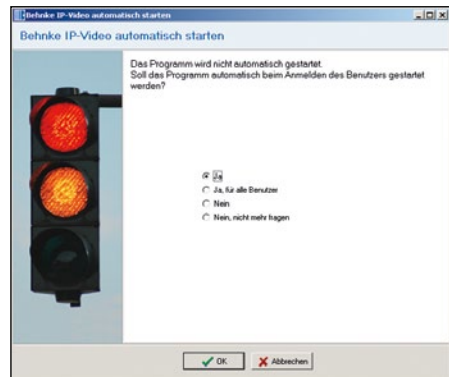 Behnke IP-Video automatisch starten
Behnke IP-Video automatisch starten
Das Programm wird nicht automatisch gestartet.
Soll das Programm automatisch beim Anmelden des Benutzers gestartet
werden?
Ja
Ja, für alle Benutzer
Nein
Nein, nicht mehr fragen
OK
Abbrechen